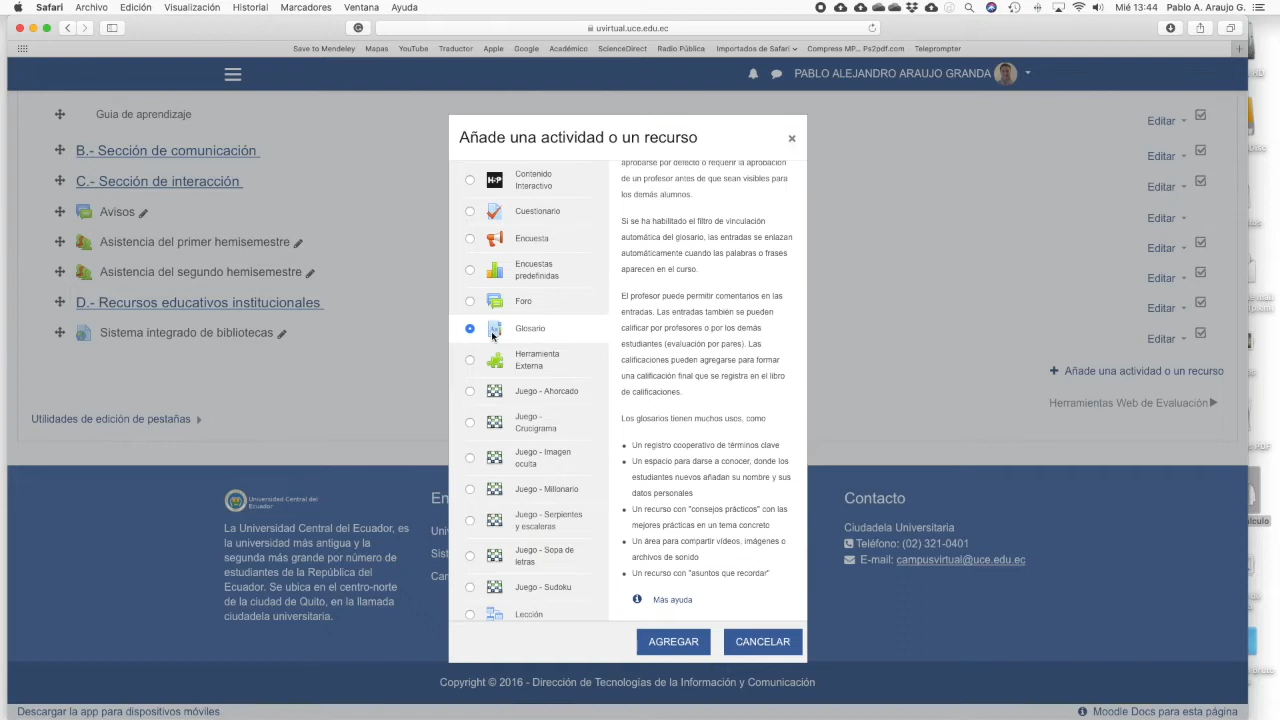 Safari Archivo Edición Visualización Historial Marcadores Ventana Ayuda
Mié 13:44 Pablo A. Araujo G.
uvirtual.uce.edu.ec
Save to Mendeley Mapas YouTube Traductor Apple Google Académico ScienceDirect Radio Pública Importados de Safari Compress MP... Ps2pdf.com Teleprompter
PABLO ALEJANDRO ARAUJO GRANDA
Guia de aprendizaje
Editar
B.- Sección de comunicación
Editar
C.- Sección de interacción
Editar
Avisos
Editar
Asistencia del primer hemisemestre
Editar
Asistencia del segundo hemisemestre
Editar
D.- Recursos educativos institucionales
Editar
Sistema integrado de bibliotecas
Editar
Añade una actividad o un recurso
Herramientas Web de Evaluación
Utilidades de edición de pestañas
Añade una actividad o un recurso
×
Contenido
Interactivo
Cuestionario
Encuesta
Encuestas
predefinidas
Foro
Glosario
Herramienta
Externa
Juego - Ahorcado
Juego -
Crucigrama
Juego - Imagen
oculta
Juego - Millonario
Juego - Serpientes
y escaleras
Juego - Sopa de
letras
Juego - Sudoku
Lección
aprobarse por defecto o requerir la aprobación
de un profesor antes de que sean visibles para
los demás alumnos.
Si se ha habilitado el filtro de vinculación
automática del glosario, las entradas se enlazan
automáticamente cuando las palabras o frases
aparecen en el curso.
El profesor puede permitir comentarios en las
entradas. Las entradas también se pueden
calificar por profesores o por los demás
estudiantes (evaluación por pares). Las
calificaciones pueden agregarse para formar
una calificación final que se registra en el libro
de calificaciones.
Los glosarios tienen muchos usos, como
Un registro cooperativo de términos clave
Un espacio para darse a conocer, donde los
estudiantes nuevos añadan su nombre y sus
datos personales
Un recurso con "consejos prácticos" con las
mejores prácticas en un tema concreto
Un área para compartir vídeos, imágenes o
archivos de sonido
Un recurso con "asuntos que recordar"
Más ayuda
AGREGAR CANCELAR
Universidad Central del
Ecuador
La Universidad Central del Ecuador, es
la universidad más antigua y la
segunda más grande por número de
estudiantes de la República del
Ecuador. Se ubica en el centro-norte
de la ciudad de Quito, en la llamada
ciudadela universitaria.
Contacto
Ciudadela Universitaria
Teléfono: (02) 321-0401
E-mail: campusvirtual@uce.edu.ec
Copyright © 2016 - Dirección de Tecnologías de la Información y Comunicación
Descargar la app para dispositivos móviles
Moodle Docs para esta página